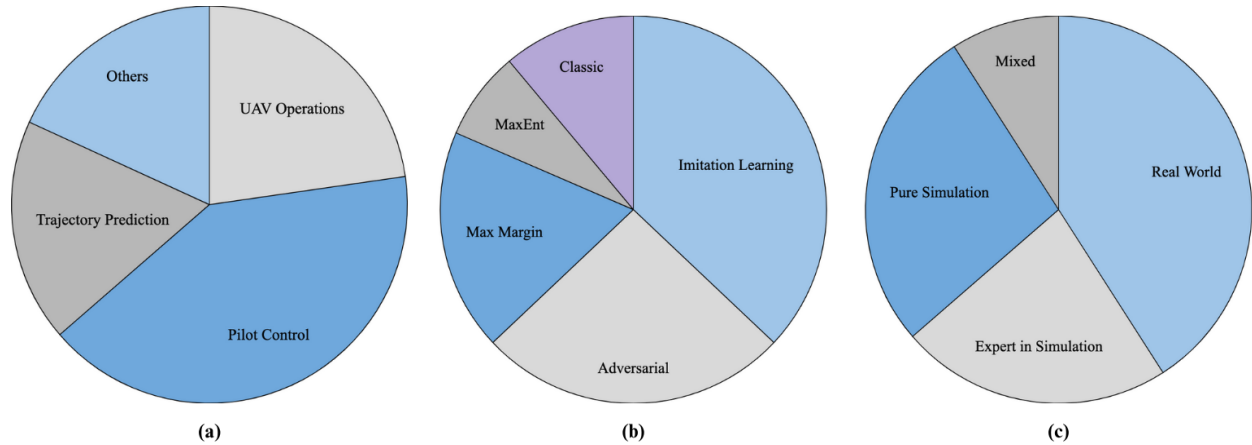 Others
UAV Operations
Trajectory Prediction
Pilot Control
(a)
Classic
MaxEnt
Imitation Learning
Max Margin
Adversarial
(b)
Mixed
Real World
Pure Simulation
Expert in Simulation
(c)